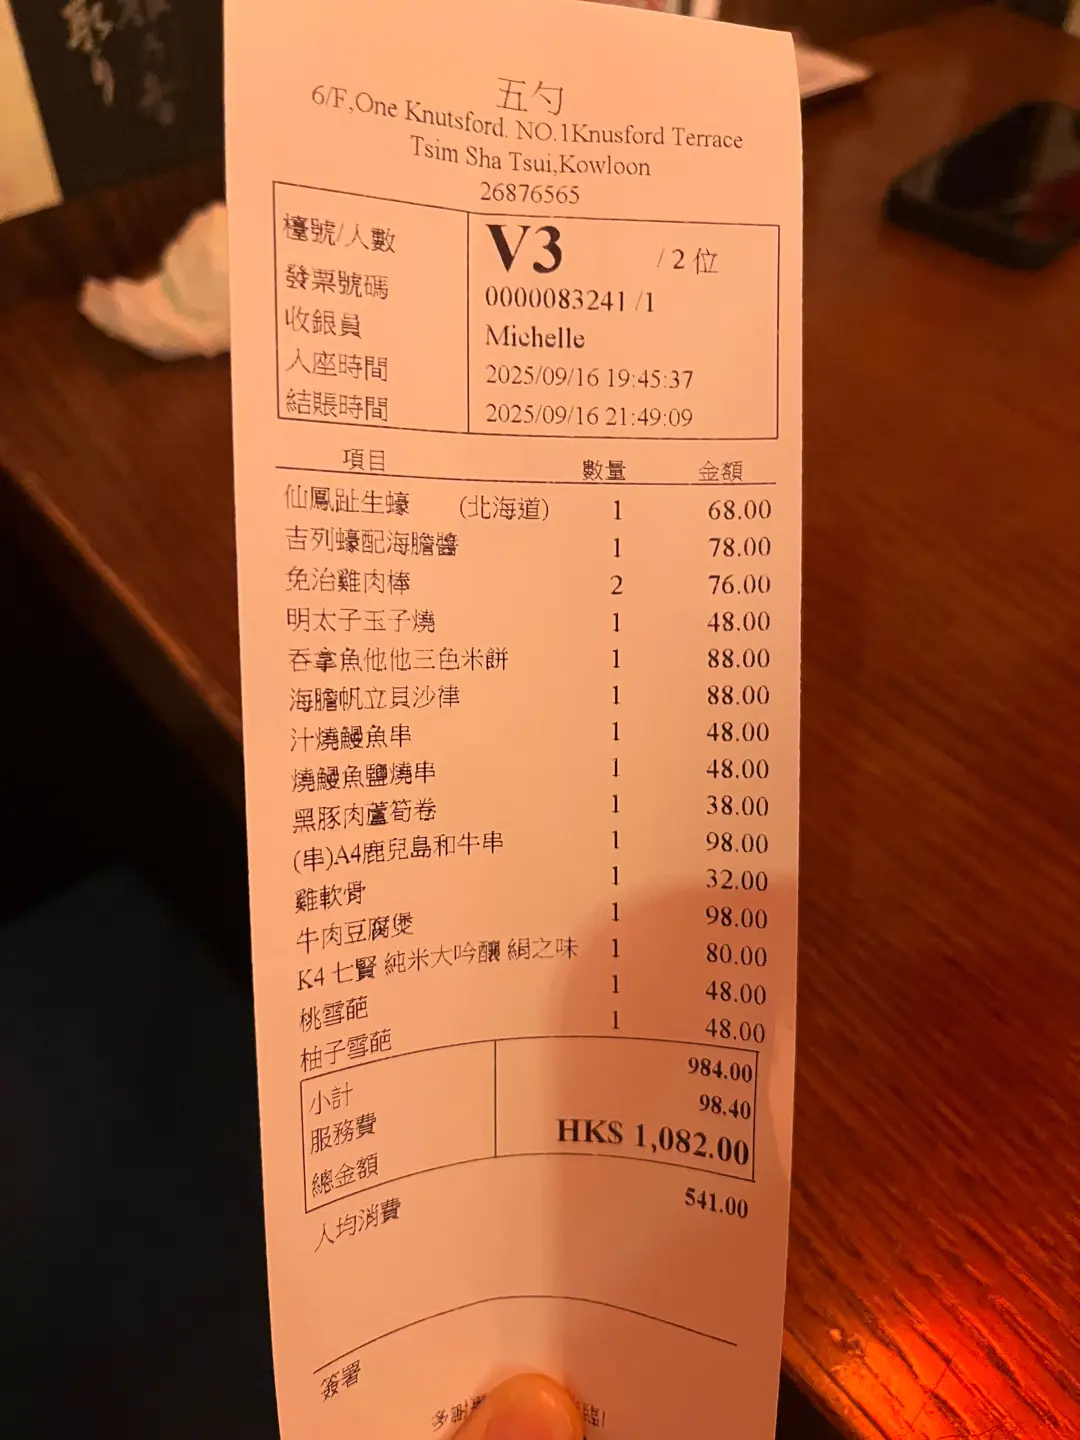 五勺
6/F,One Knutsford. NO.1Knusford Terrace
Tsim Sha Tsui,Kowloon
26876565
檯號/人數 V3 / 2 位
發票號碼 0000083241 /1
收銀員 Michelle
入座時間 2025/09/16 19:45:37
結賬時間 2025/09/16 21:49:09
項目 數量 金額
仙鳳趾生蠔 (北海道) 1 68.00
吉列蠔配海膽醬 1 78.00
免治雞肉棒 2 76.00
明太子玉子燒 1 48.00
吞拿魚他他三色米餅 1 88.00
海膽帆立貝沙律 1 88.00
汁燒鰻魚串 1 48.00
燒鰻魚鹽燒串 1 48.00
黑豚肉蘆筍卷 1 38.00
(串)A4鹿兒島和牛串 1 98.00
雞軟骨 1 32.00
牛肉豆腐煲 1 98.00
K4 七賢 純米大吟釀 絹之味 1 80.00
桃雪葩 1 48.00
柚子雪葩 1 48.00
小計 984.00
服務費 98.40
總金額 HK$ 1,082.00
人均消費 541.00
簽署
多謝
臨!